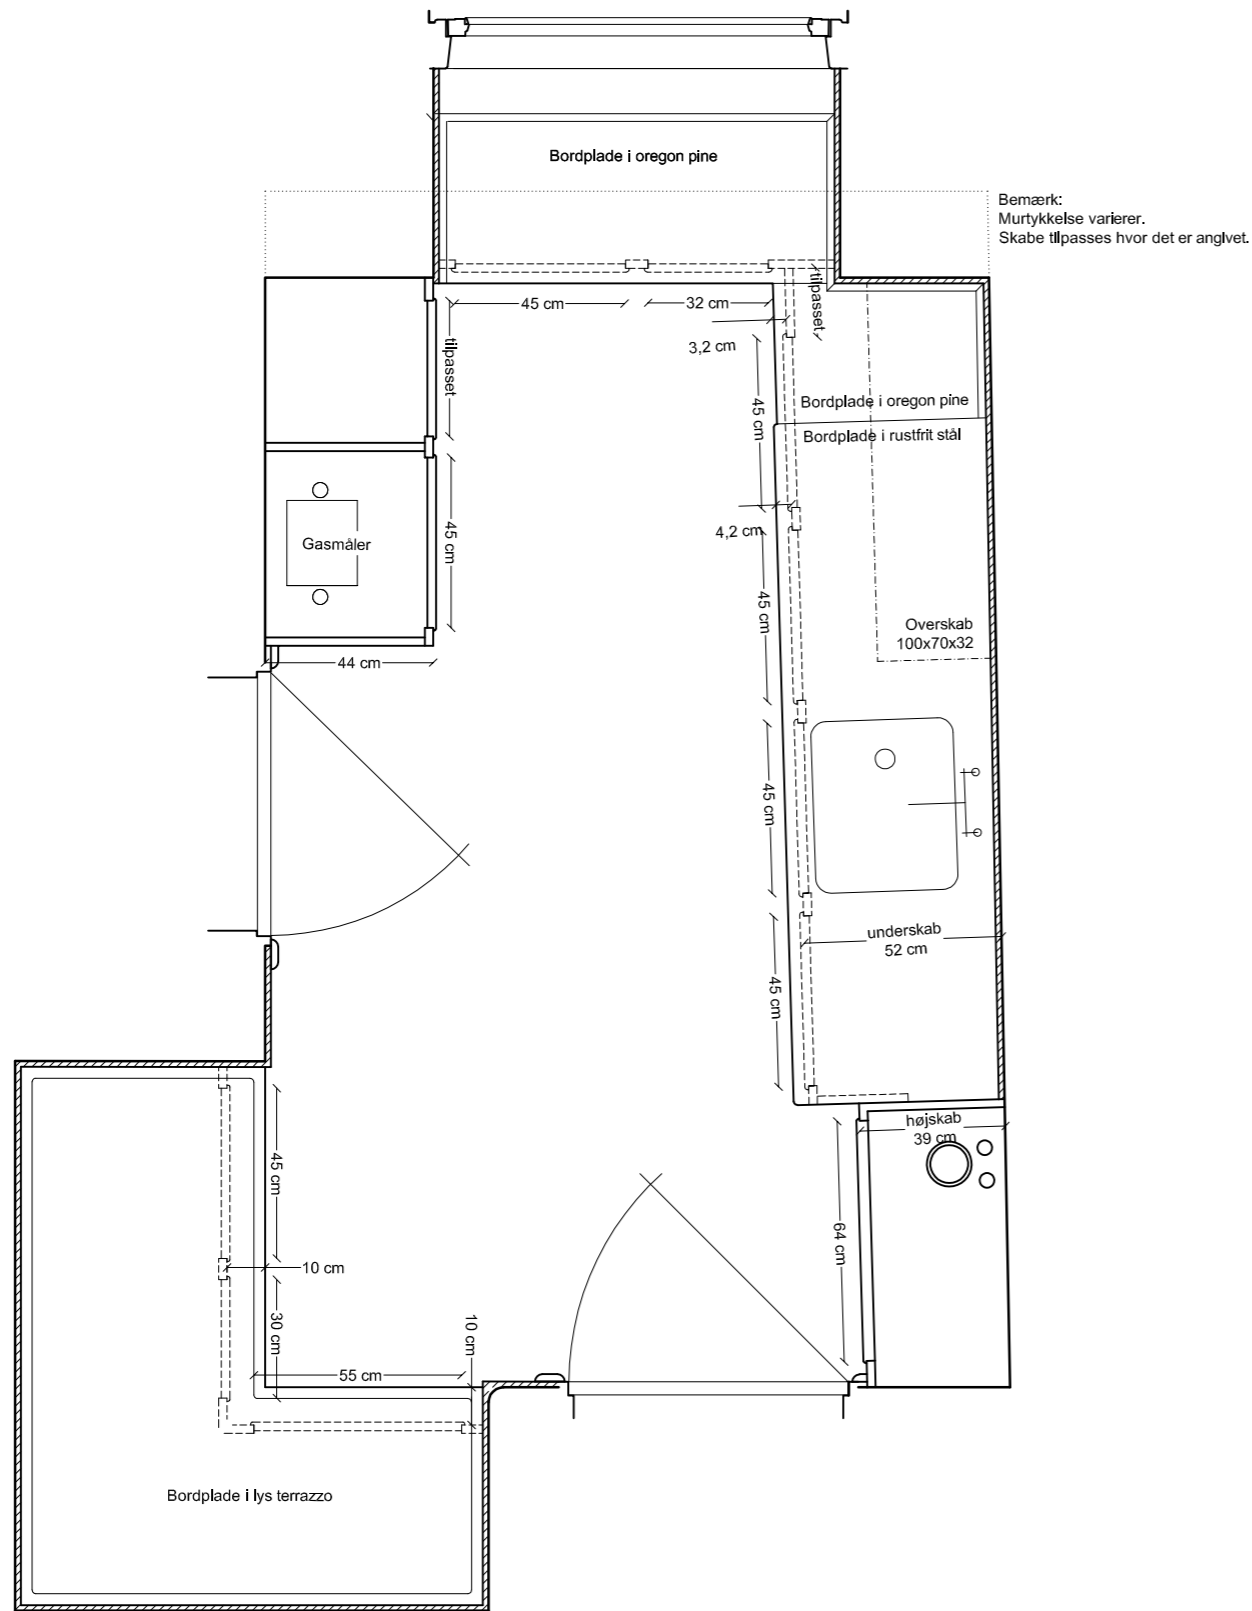 Bordplade i oregon pine
Bemærk:
Murtykkelse varierer.
Skabe tilpasses hvor det er angivet.
45 cm
32 cm
tilpasset
3,2 cm
tilpasset
45 cm
Bordplade i oregon pine
Bordplade i rustfrit stål
45 cm
Gasmåler
4,2 cm
45 cm
Overskab
100x70x32
44 cm
45 cm
underskab
52 cm
45 cm
højskab
39 cm
45 cm
64 cm
10 cm
30 cm
10 cm
55 cm
Bordplade i lys terrazzo